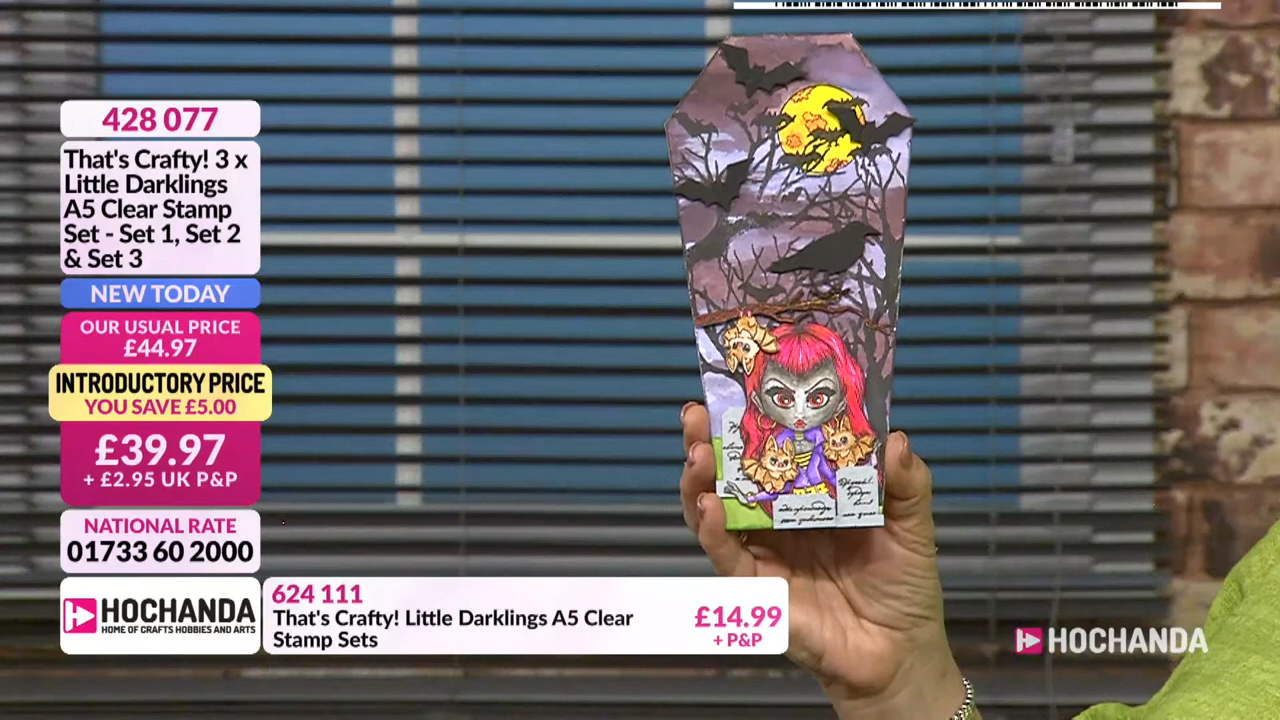 428 077
That's Crafty! 3 x
Little Darklings
A5 Clear Stamp
Set - Set 1, Set 2
& Set 3
NEW TODAY
OUR USUAL PRICE
£44.97
INTRODUCTORY PRICE
YOU SAVE £5.00
£39.97
+ £2.95 UK P&P
NATIONAL RATE
01733 60 2000
HOCHANDA
HOME OF CRAFTS HOBBIES AND ARTS
624 111
That's Crafty! Little Darklings A5 Clear
Stamp Sets
£14.99
+ P&P
HOCHANDA